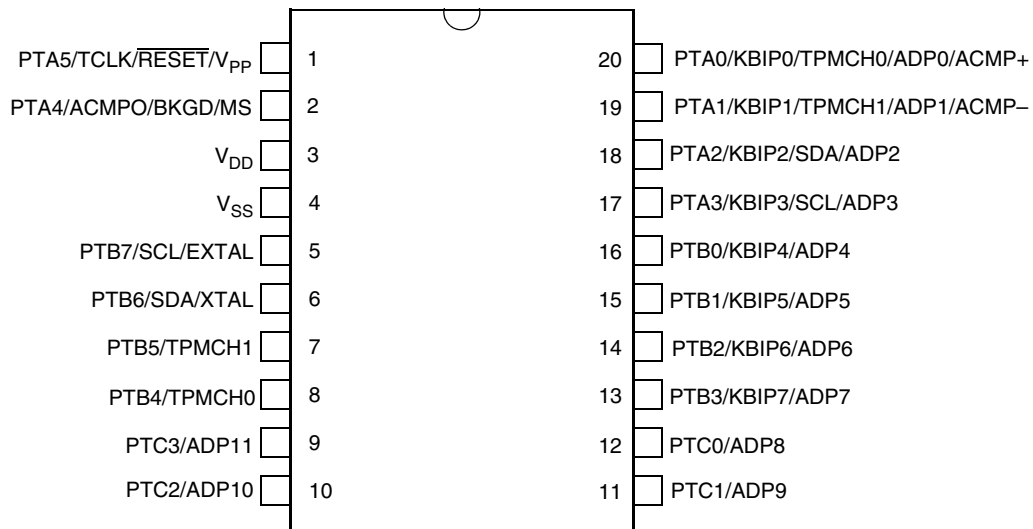 PTA5/TCLK/RESET/VPP 1 20 PTA0/KBIP0/TPMCH0/ADP0/ACMP+
PTA4/ACMPO/BKGD/MS 2 19 PTA1/KBIP1/TPMCH1/ADP1/ACMP–
VDD 3 18 PTA2/KBIP2/SDA/ADP2
VSS 4 17 PTA3/KBIP3/SCL/ADP3
PTB7/SCL/EXTAL 5 16 PTB0/KBIP4/ADP4
PTB6/SDA/XTAL 6 15 PTB1/KBIP5/ADP5
PTB5/TPMCH1 7 14 PTB2/KBIP6/ADP6
PTB4/TPMCH0 8 13 PTB3/KBIP7/ADP7
PTC3/ADP11 9 12 PTC0/ADP8
PTC2/ADP10 10 11 PTC1/ADP9